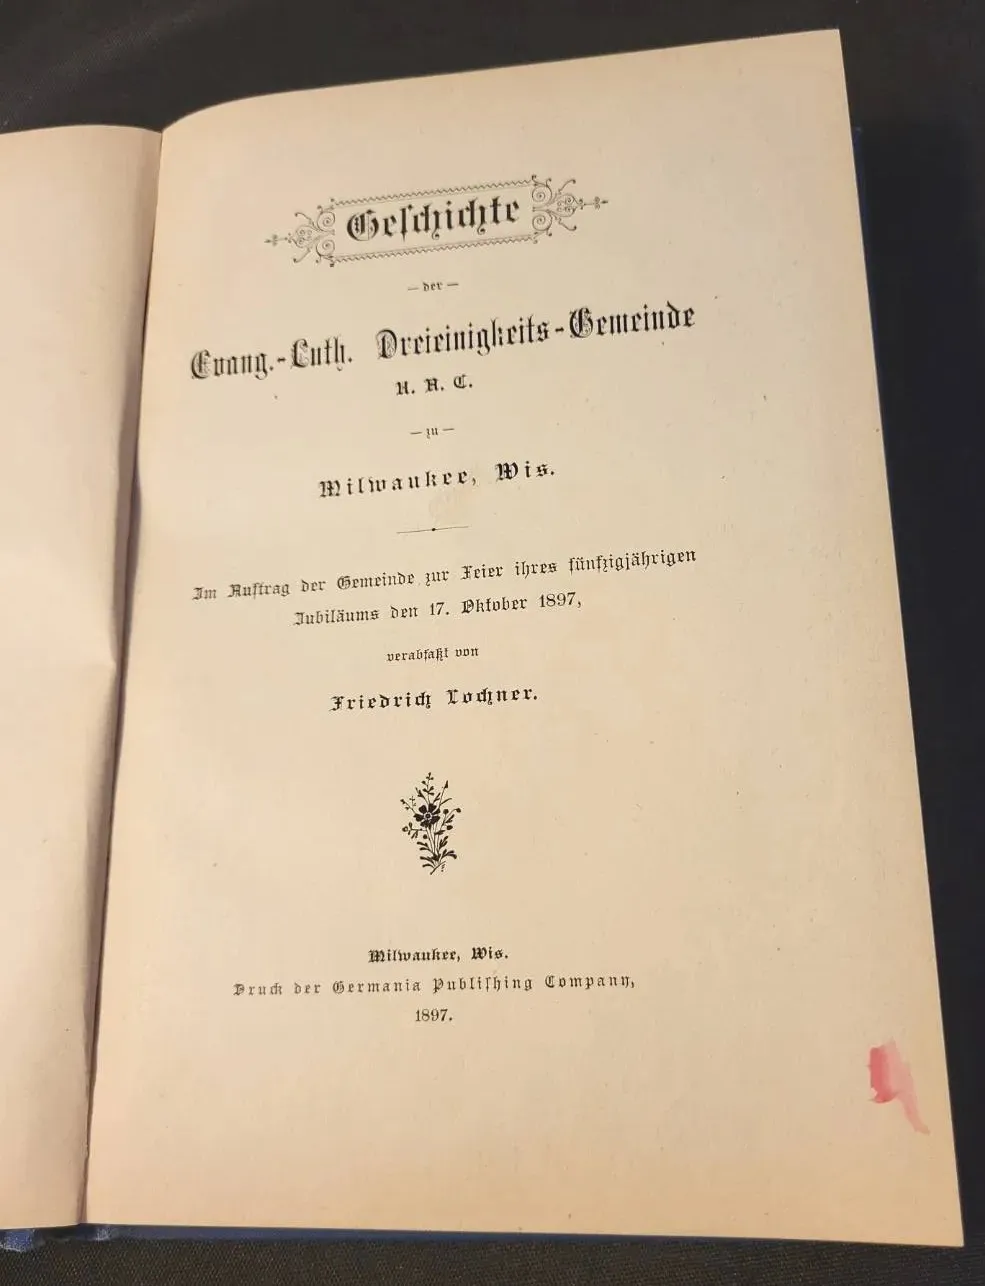 Geſchichte
— der —
Evang.-Luth. Dreieinigkeits-Gemeinde
U. A. C.
— zu —
Milwaukee, Wis.
Im Auftrag der Gemeinde zur Feier ihres fünfzigjährigen
Jubiläums den 17. Oktober 1897,
verabfaßt von
Friedrich Lochner.
Milwaukee, Wis.
Druck der Germania Publiſhing Company,
1897.